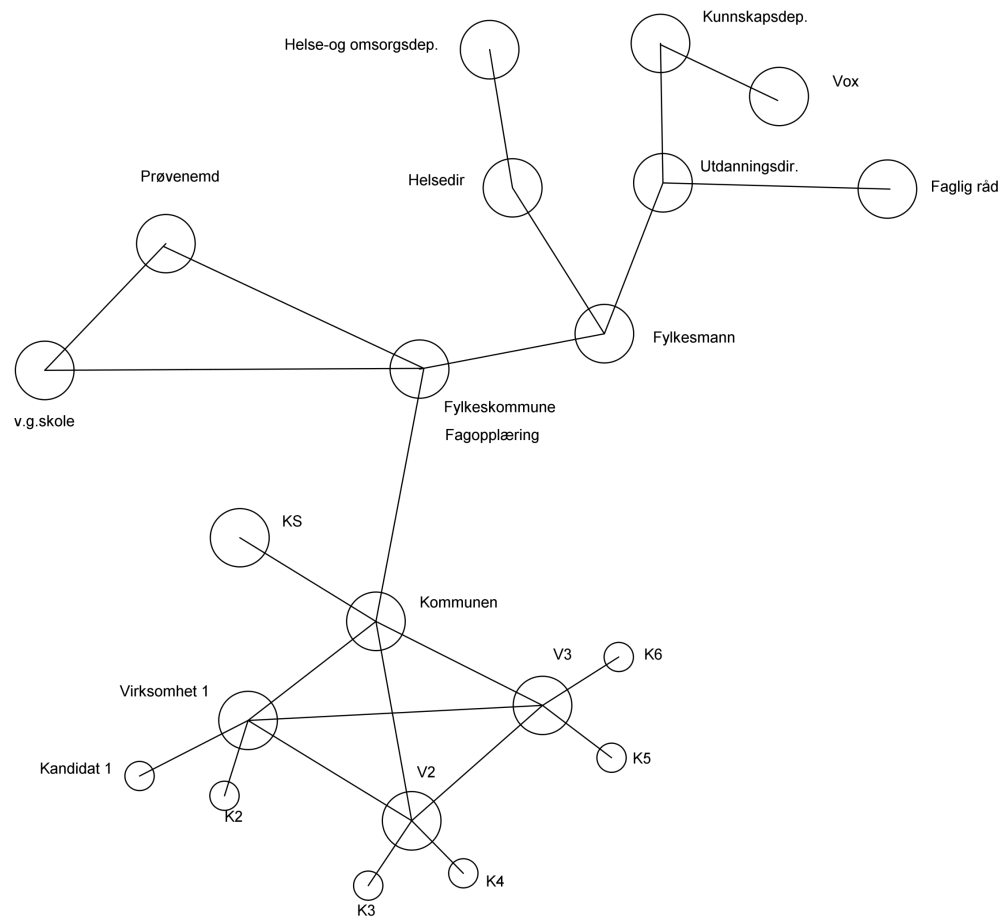 Kunnskapsdep.
Helse-og omsorgsdep.
Vox
Utdanningsdir.
Prøvenemd
Helsedir
Faglig råd
Fylkesmann
Fylkeskommune
Fagopplæring
v.g.skole
KS
Kommunen
V3
K6
Virksomhet 1
K5
Kandidat 1
V2
K2
K4
K3